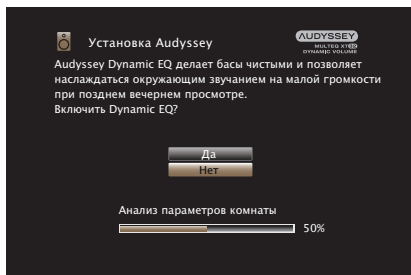 Установка Audyssey
AUDYSSEY
MULTEQ XT32
DYNAMIC VOLUME
Audyssey Dynamic EQ делает басы чистыми и позволяет
наслаждаться окружающим звучанием на малой громкости
при позднем вечернем просмотре.
Включить Dynamic EQ?
Да
Нет
Анализ параметров комнаты
50%